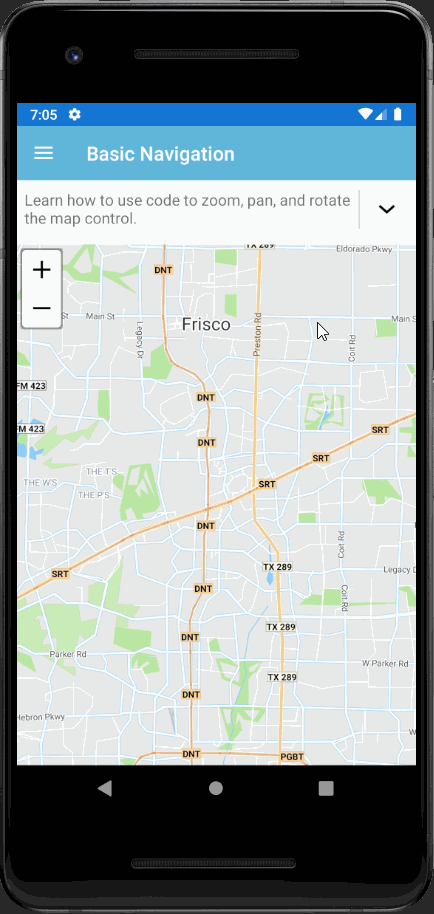 7:05
Basic Navigation
Learn how to use code to zoom, pan, and rotate
the map control.
+
−
TX 289
Eldorado Pkwy
DNT
St
Main St
Frisco
Main S
Legacy Dr
Preston Rd
Coit Rd
FM 423
DNT
FM 423
DNT
SRT
SRT
THE T'S
THE W'S
SRT
THE P'S
DNT
Coit Rd
SRT
TX 289
Legacy D
DNT
Coit Rd
TX 289
DNT
Parker Rd
W Parker Rd
TX 289
DNT
Hebron Pkwy
W
DNT
PGBT